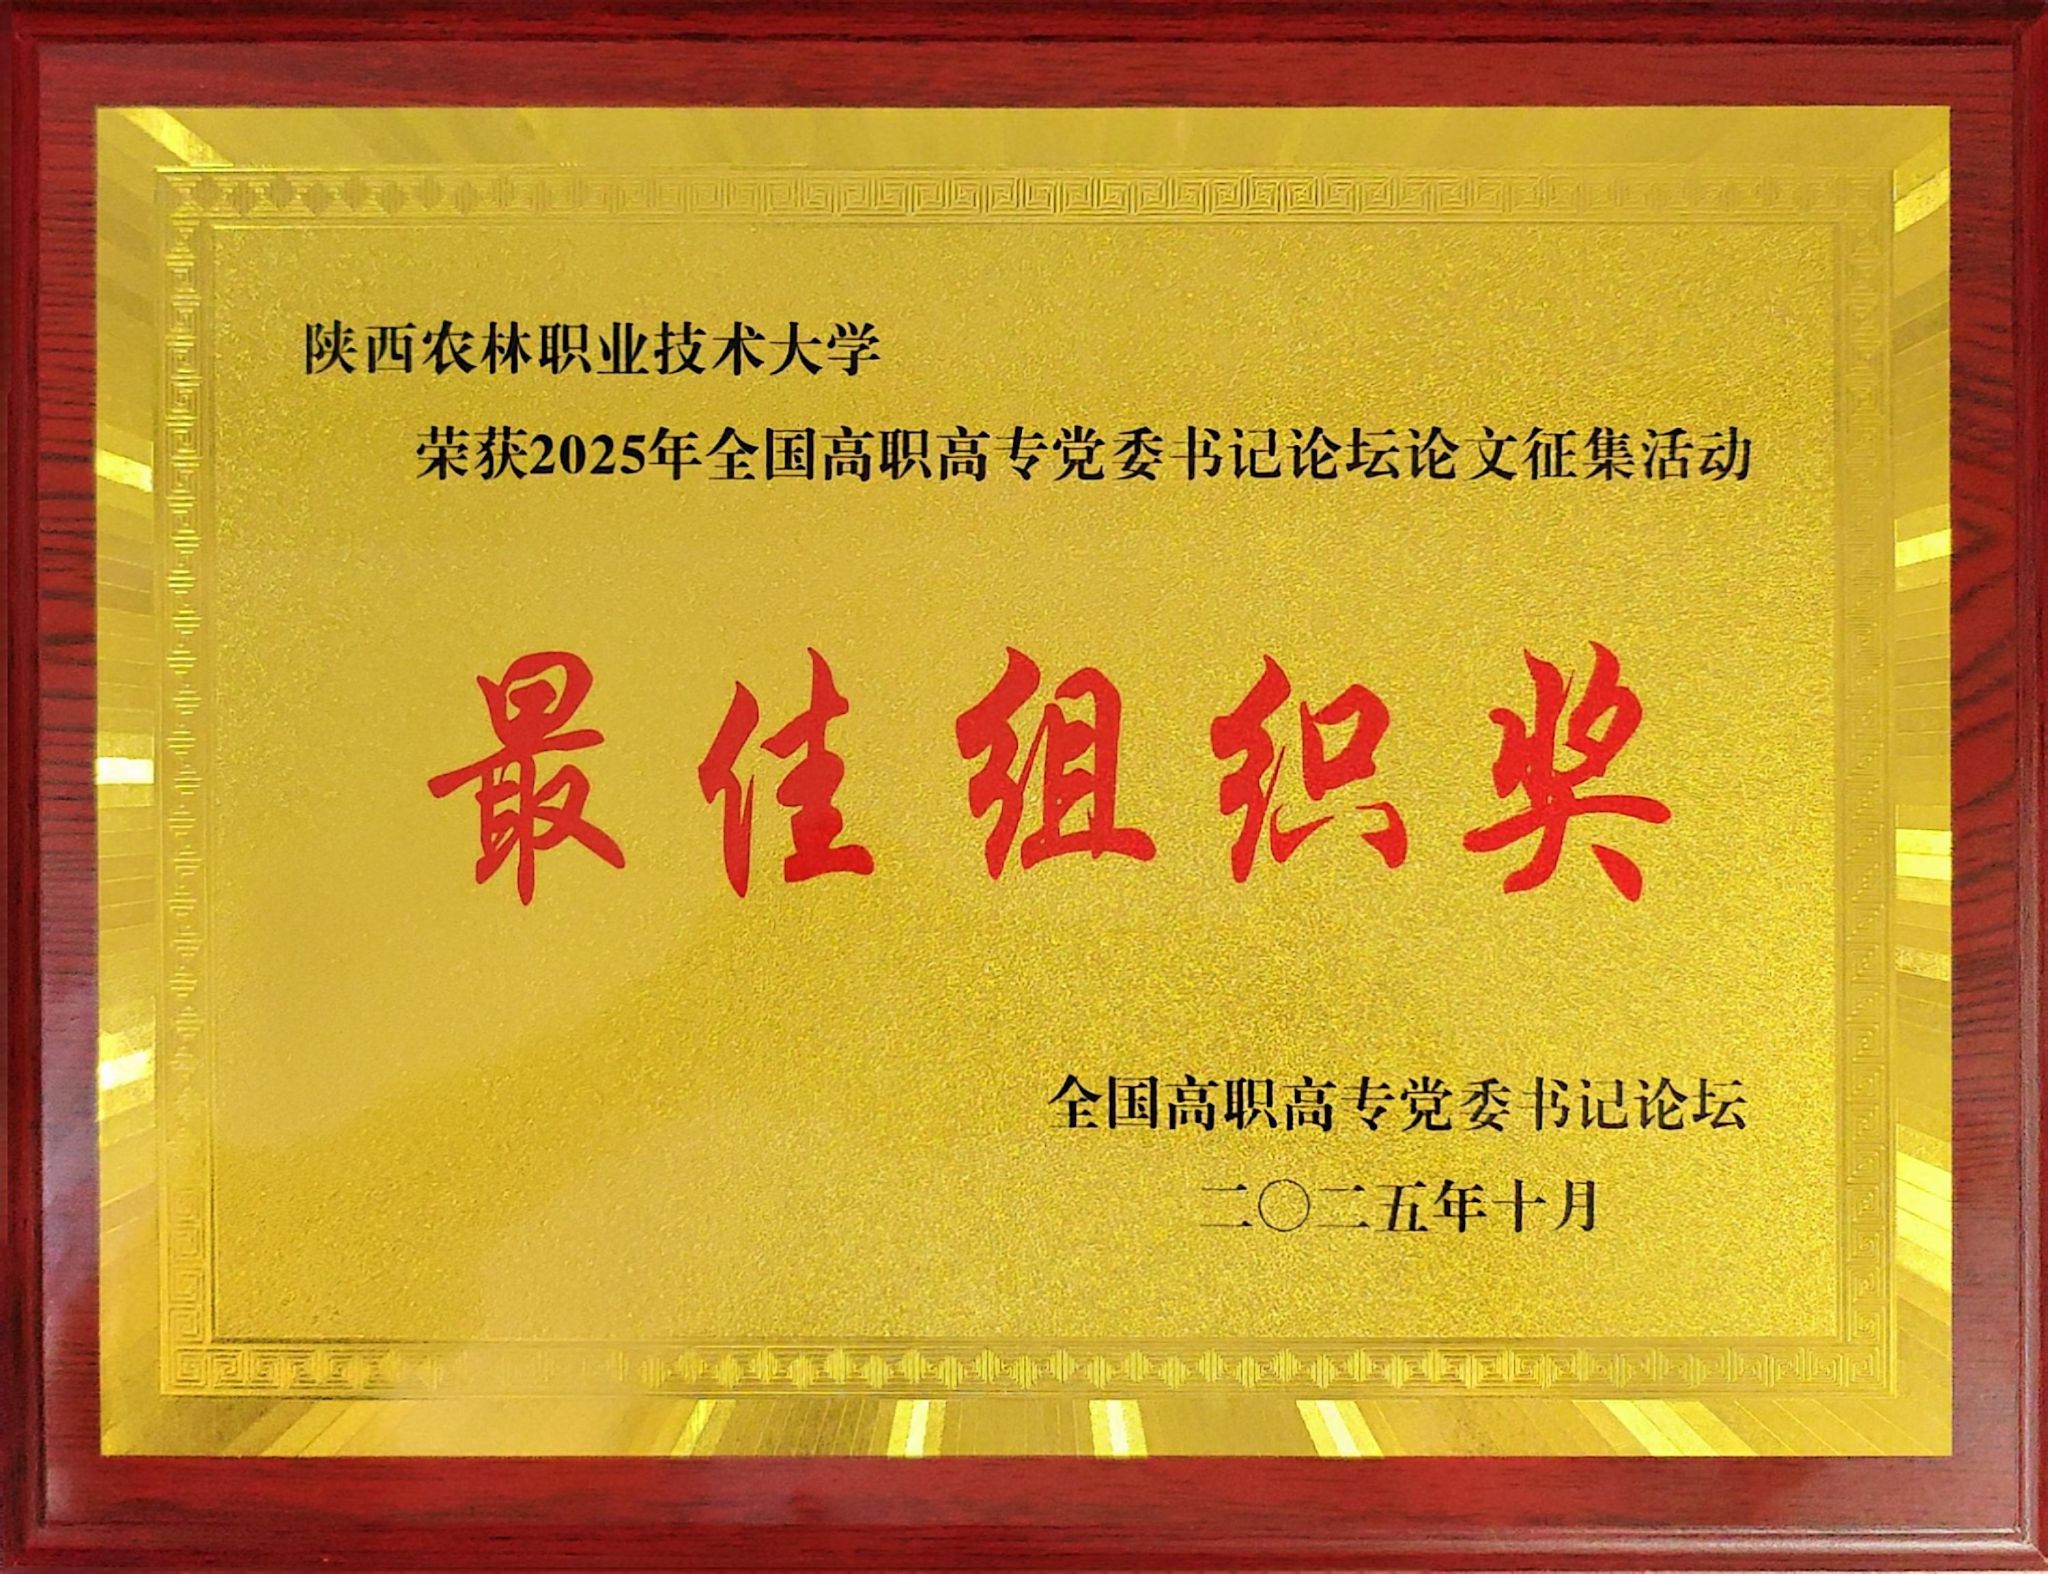 陕西农林职业技术大学
荣获2025年全国高职高专党委书记论坛论文征集活动
最佳组织奖
全国高职高专党委书记论坛
二〇二五年十月